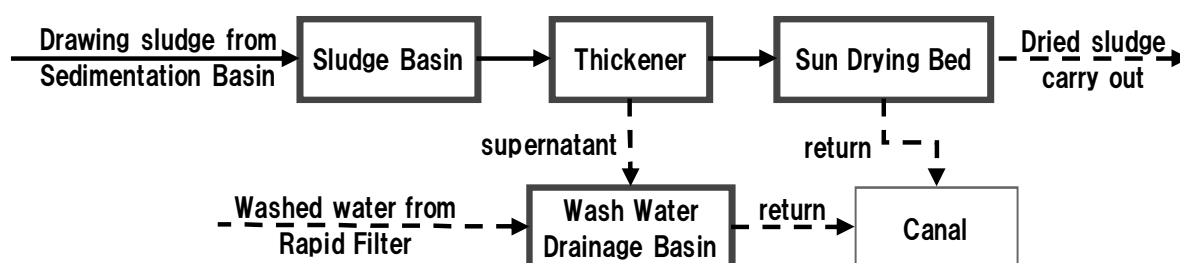 Drawing sludge from
Sedimentation Basin
Sludge Basin
Thickener
Sun Drying Bed
Dried sludge
carry out
supernatant
return
Washed water from
Rapid Filter
Wash Water
Drainage Basin
return
Canal